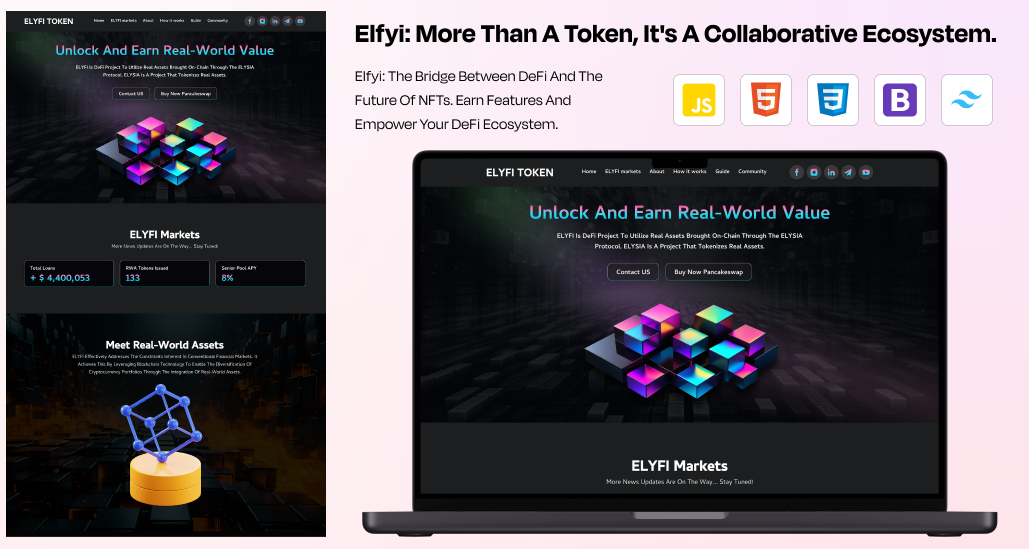 ELYFI TOKEN
Home ELYFI markets About How it works Guide Community
Unlock And Earn Real-World Value
ELYFI Is DeFi Project To Utilize Real Assets Brought On-Chain Through The ELYSIA
Protocol. ELYSIA Is A Project That Tokenizes Real Assets.
Contact US Buy Now Pancakeswap
ELYFI Markets
More News Updates Are On The Way... Stay Tuned!
Total Loans RWA Tokens Issued Senior Pool APY
+ $ 4,400,053 133 8%
Meet Real-World Assets
ELYFI Effectively Addresses The Constraints Inherent In Conventional Financial Markets. It
Achieves This By Leveraging Blockchain Technology To Enable The Diversification Of
Cryptocurrency Portfolios Through The Integration Of Real-World Assets.
Elfyi: More Than A Token, It's A Collaborative Ecosystem.
Elfyi: The Bridge Between DeFi And The
Future Of NFTs. Earn Features And
Empower Your DeFi Ecosystem.
JS 5 3 B
ELYFI TOKEN
Home ELYFI markets About How it works Guide Community
Unlock And Earn Real-World Value
ELYFI Is DeFi Project To Utilize Real Assets Brought On-Chain Through The ELYSIA
Protocol. ELYSIA Is A Project That Tokenizes Real Assets.
Contact US Buy Now Pancakeswap
ELYFI Markets
More News Updates Are On The Way... Stay Tuned!